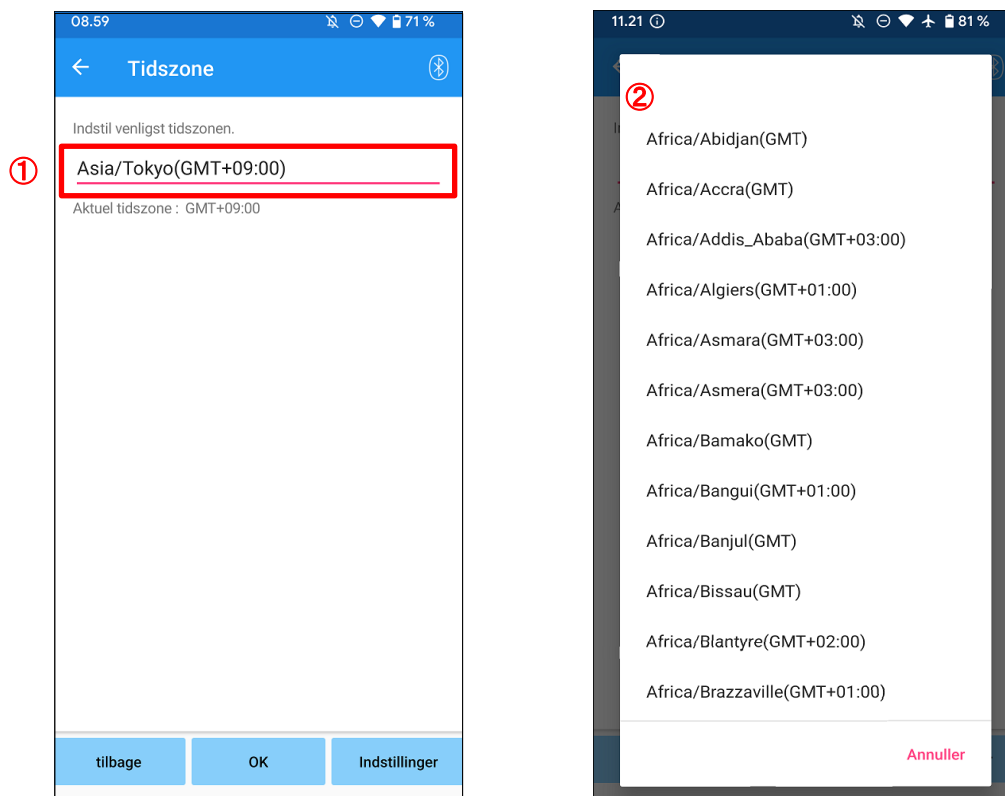 08.59 71 %
Tidszone
Indstil venligst tidszonen.
①
Asia/Tokyo(GMT+09:00)
Aktuel tidszone : GMT+09:00
tilbage OK Indstillinger
11.21 81 %
②
Africa/Abidjan(GMT)
Africa/Accra(GMT)
Africa/Addis_Ababa(GMT+03:00)
Africa/Algiers(GMT+01:00)
Africa/Asmara(GMT+03:00)
Africa/Asmera(GMT+03:00)
Africa/Bamako(GMT)
Africa/Bangui(GMT+01:00)
Africa/Banjul(GMT)
Africa/Bissau(GMT)
Africa/Blantyre(GMT+02:00)
Africa/Brazzaville(GMT+01:00)
Annuller